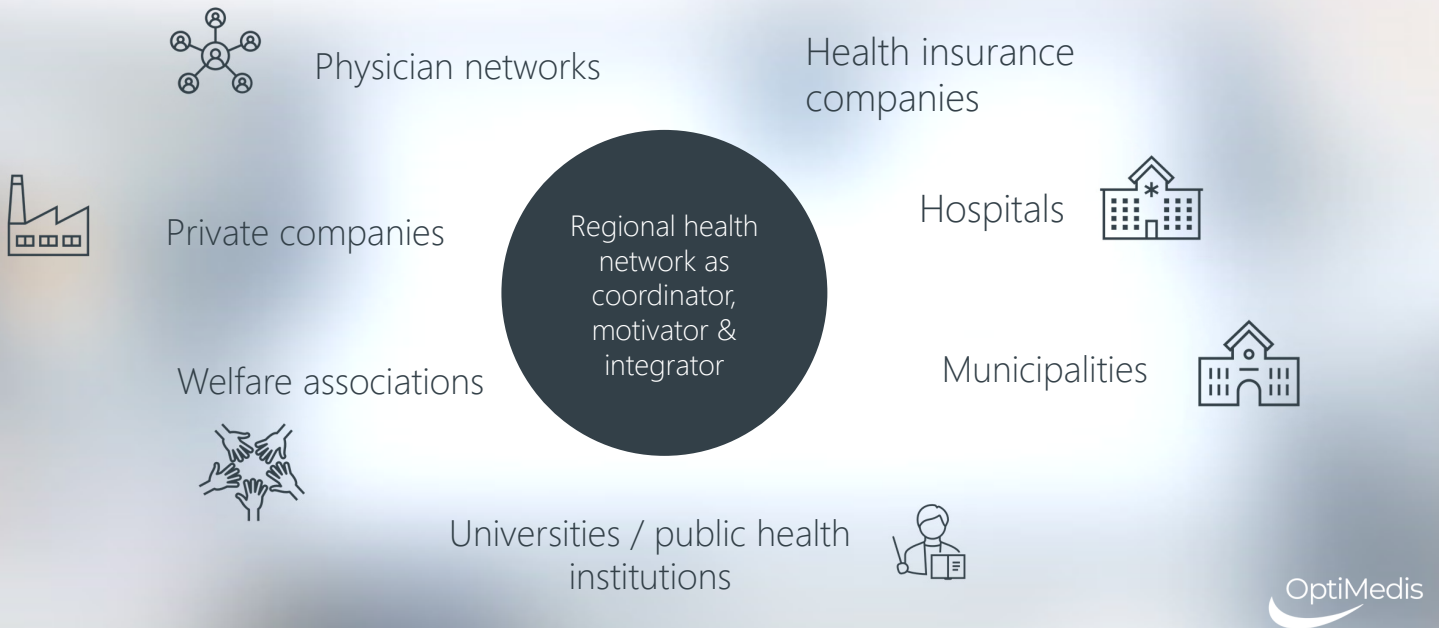 Physician networks
Health insurance
companies
Private companies
Regional health
network as
coordinator,
motivator &
integrator
Hospitals
Welfare associations
Municipalities
Universities / public health
institutions
OptiMedis